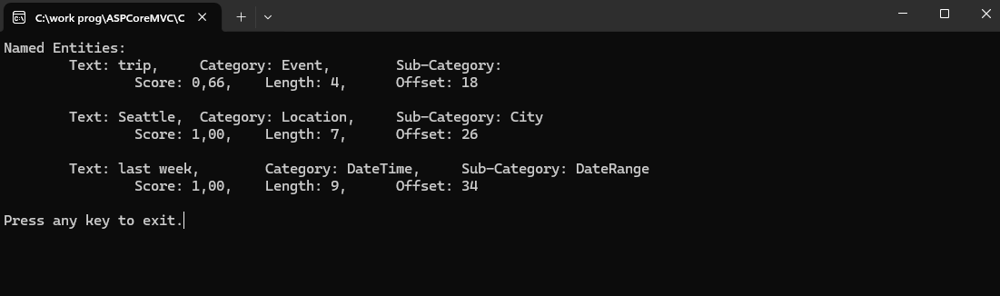 C:\work prog\ASPCoreMVC\C
Named Entities:
Text: trip, Category: Event, Sub-Category:
Score: 0,66, Length: 4, Offset: 18
Text: Seattle, Category: Location, Sub-Category: City
Score: 1,00, Length: 7, Offset: 26
Text: last week, Category: DateTime, Sub-Category: DateRange
Score: 1,00, Length: 9, Offset: 34
Press any key to exit.